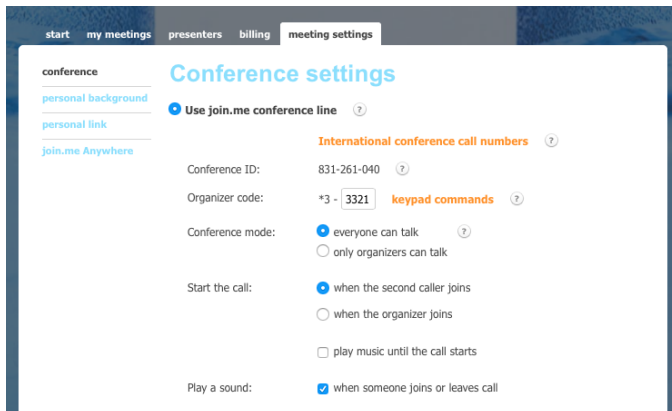 start my meetings presenters billing meeting settings
conference
personal background
personal link
join.me Anywhere
Conference settings
Use join.me conference line ?
International conference call numbers ?
Conference ID: 831-261-040 ?
Organizer code: *3 - 3321 keypad commands ?
Conference mode: everyone can talk ?
only organizers can talk
Start the call: when the second caller joins
when the organizer joins
play music until the call starts
Play a sound: when someone joins or leaves call